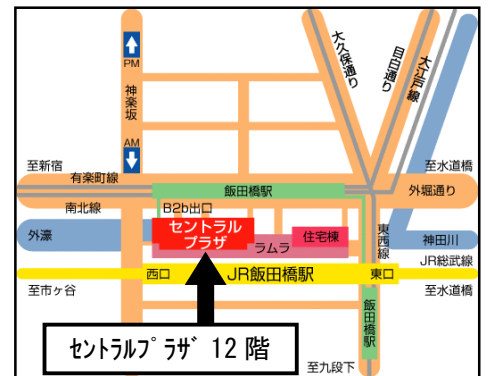 PM
神楽坂
AM
大久保通り
目白通り
大江戸線
至新宿
至水道橋
有楽町線
飯田橋駅
外堀通り
南北線
B2b出口
外濠
セントラル
プラザ
住宅棟
ラムラ
東西線
神田川
JR総武線
西口
JR飯田橋駅
東口
至市ヶ谷
至水道橋
飯田橋駅
ｾﾝﾄﾗﾙﾌﾟﾗｻﾞ 12 階
至九段下